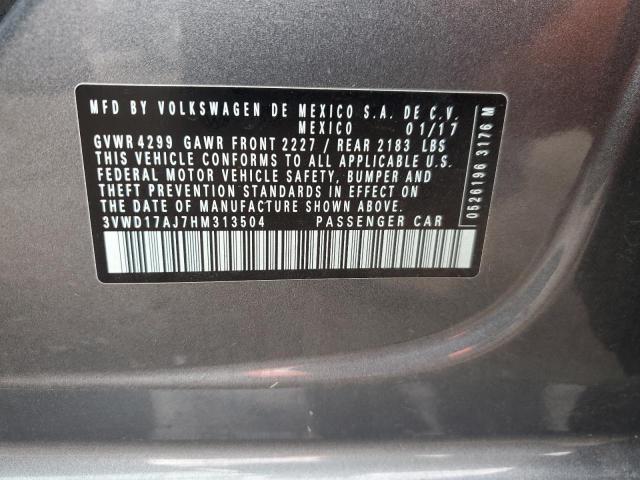 MFD BY VOLKSWAGEN DE MEXICO S.A. DE C.V.
MEXICO 01/17
GVWR 4299 GAWR FRONT 2227 / REAR 2183 LBS
THIS VEHICLE CONFORMS TO ALL APPLICABLE U.S.
FEDERAL MOTOR VEHICLE SAFETY, BUMPER AND
THEFT PREVENTION STANDARDS IN EFFECT ON
THE DATE OF MANUFACTURE SHOWN ABOVE.
3VWD17AJ7HM313504 PASSENGER CAR
0526196 3176 M